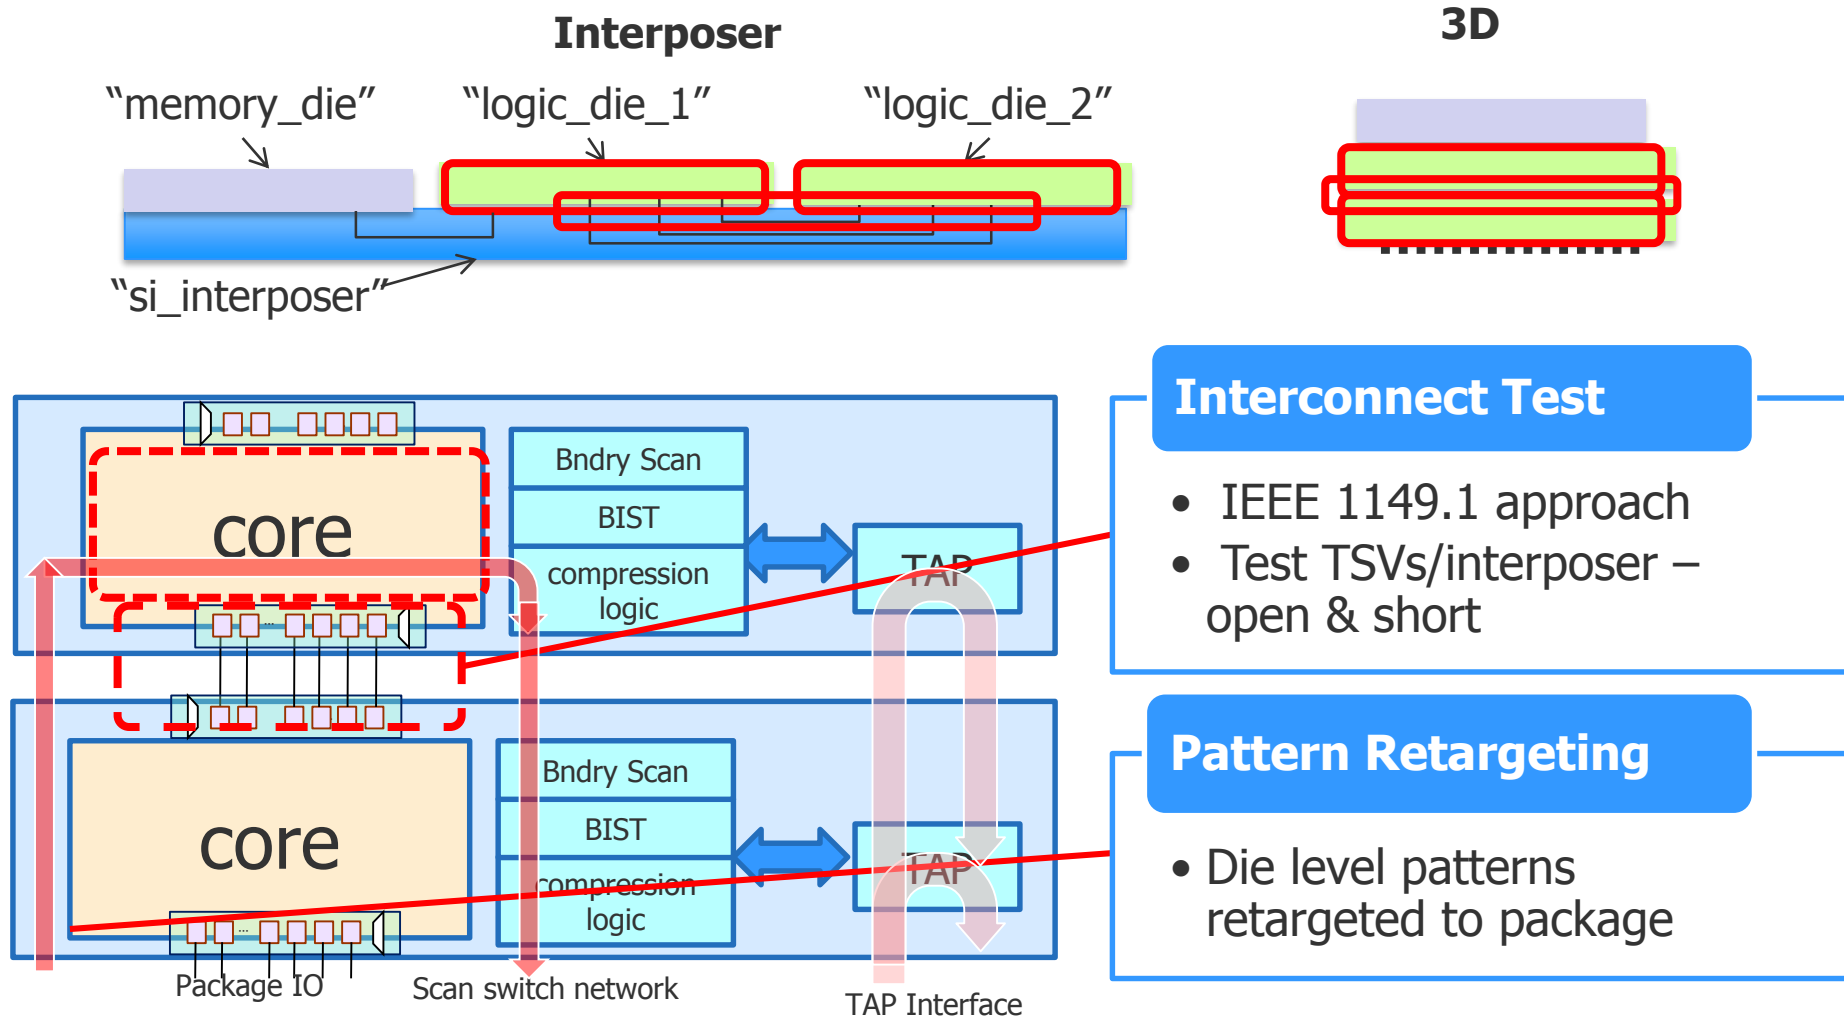 Interposer
3D
“memory_die”
“logic_die_1”
“logic_die_2”
“si_interposer”
core
Bndry Scan
BIST
compression
logic
TAP
...
core
Bndry Scan
BIST
compression
logic
TAP
...
Package IO
Scan switch network
TAP Interface
Interconnect Test
• IEEE 1149.1 approach
• Test TSVs/interposer –
open & short
Pattern Retargeting
• Die level patterns
retargeted to package